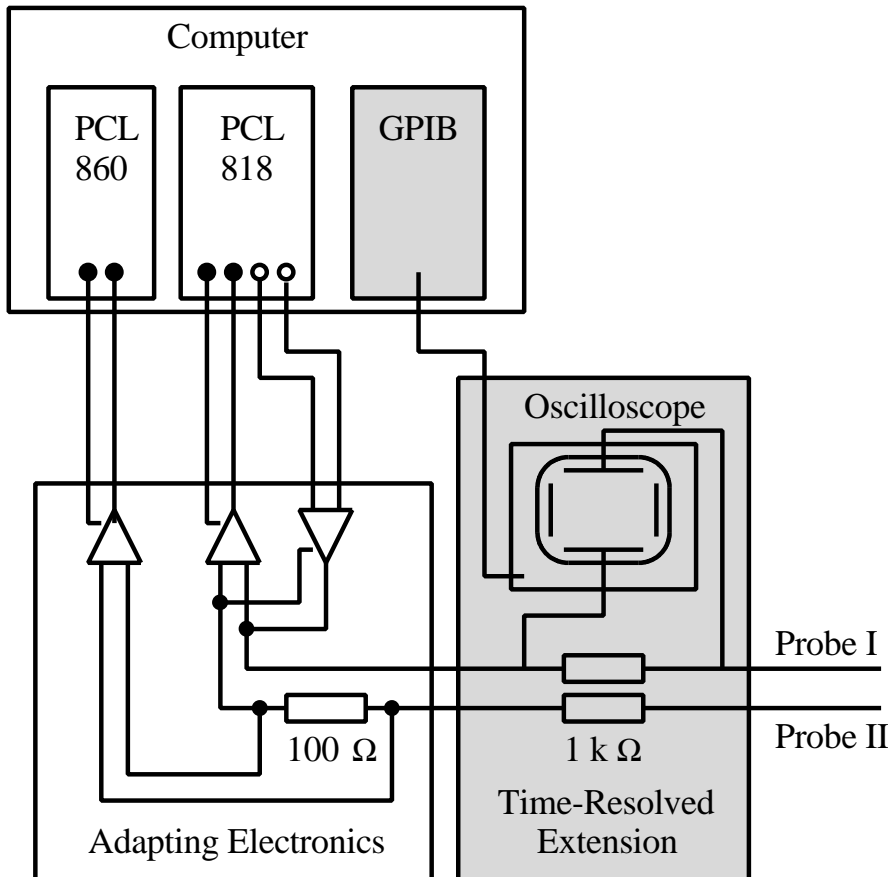 Computer
PCL
860
PCL
818
GPIB
Oscilloscope
Probe I
Probe II
100 Ω
1 k Ω
Time-Resolved
Extension
Adapting Electronics